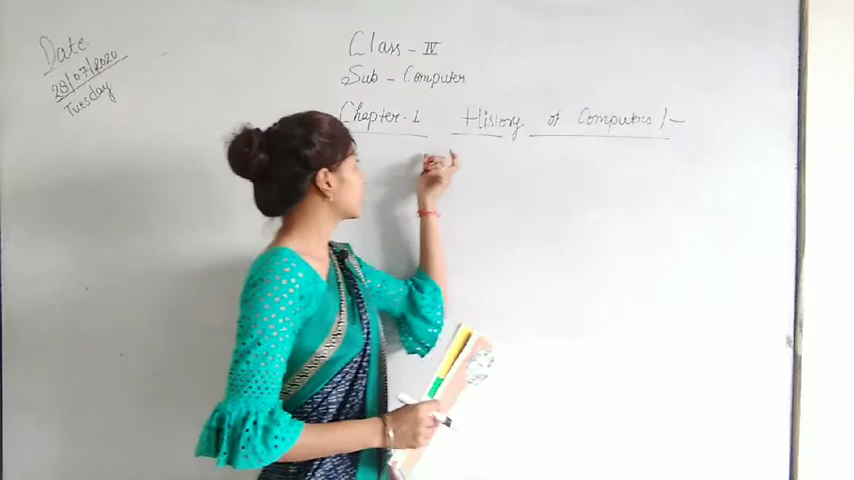 Date
28/07/2020
Tuesday
Class - IV
Sub - Computer
Chapter-1 History of Computers :-